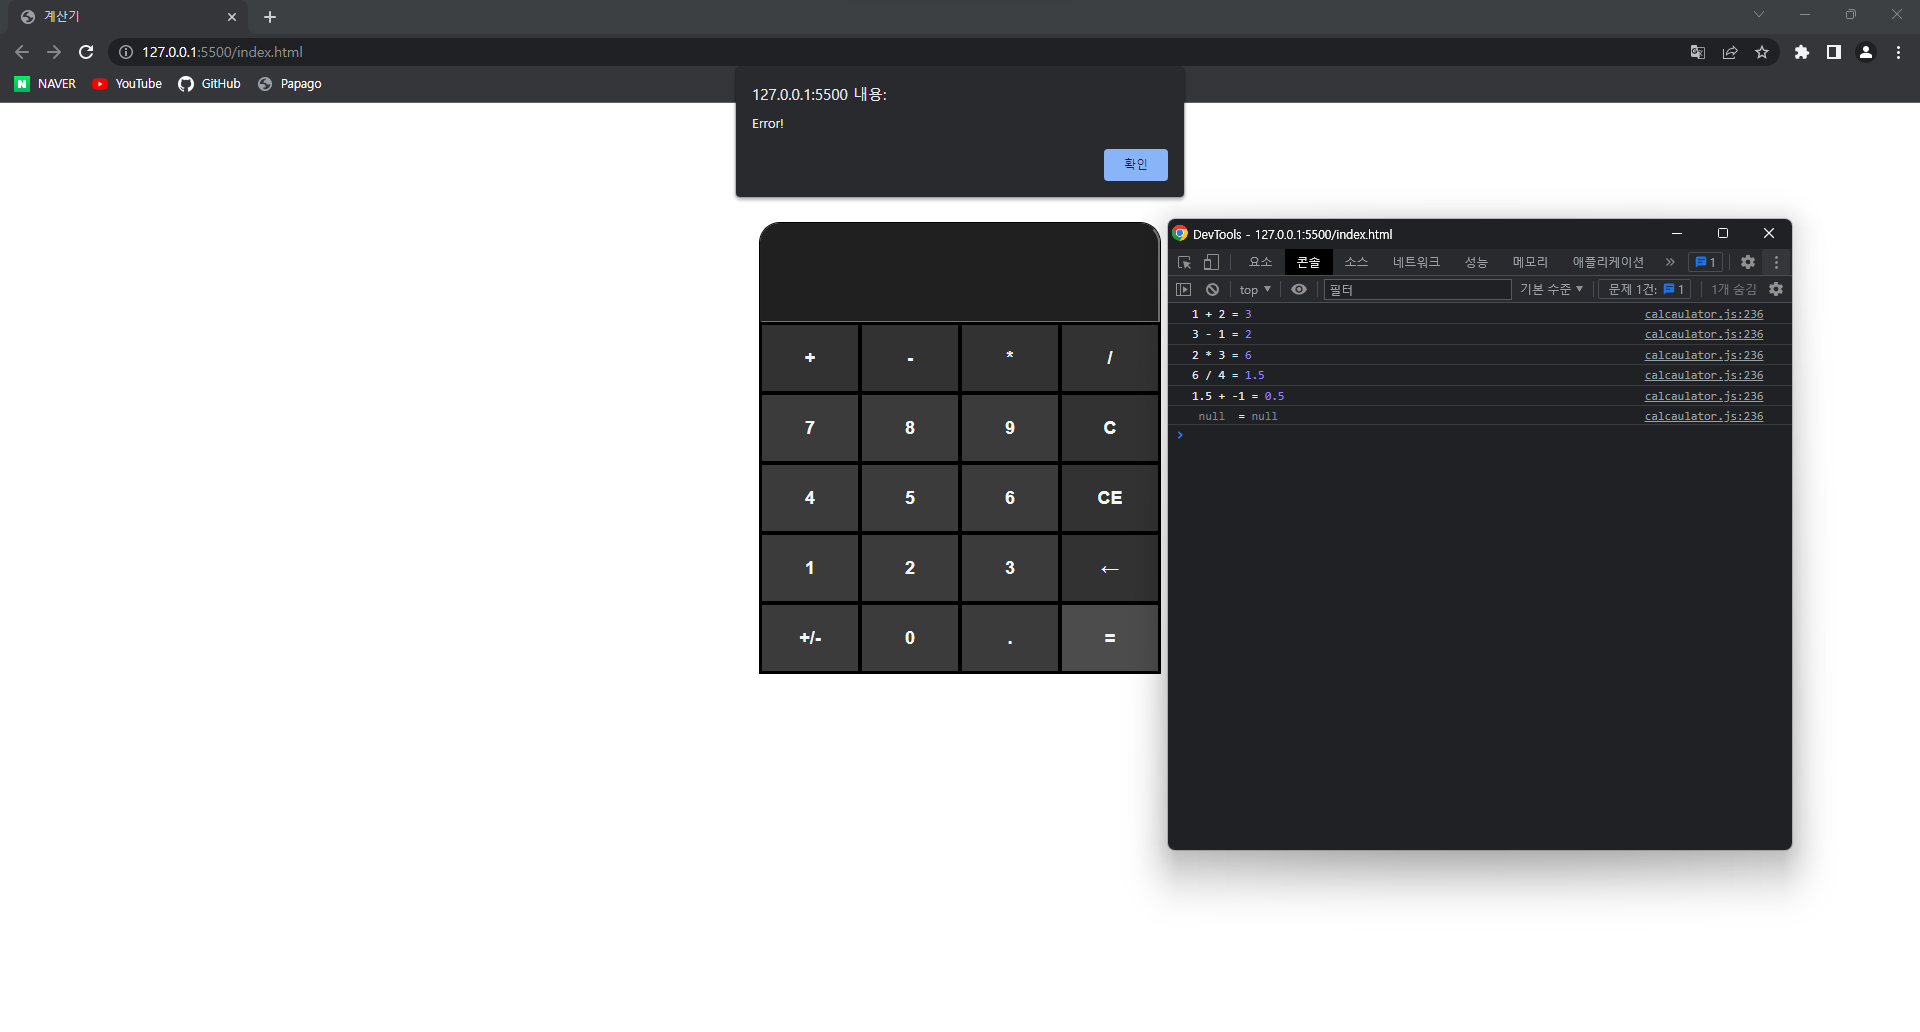 계산기
127.0.0.1:5500/index.html
NAVER YouTube GitHub Papago
127.0.0.1:5500 내용:
Error!
확인
+ - * /
7 8 9 C
4 5 6 CE
1 2 3 ←
+/- 0 . =
DevTools - 127.0.0.1:5500/index.html
요소 콘솔 소스 네트워크 성능 메모리 애플리케이션 » 1
top 필터 기본 수준 문제 1건: 1 1개 숨김
1 + 2 = 3 calcaulator.js:236
3 - 1 = 2 calcaulator.js:236
2 * 3 = 6 calcaulator.js:236
6 / 4 = 1.5 calcaulator.js:236
1.5 + -1 = 0.5 calcaulator.js:236
null = null calcaulator.js:236